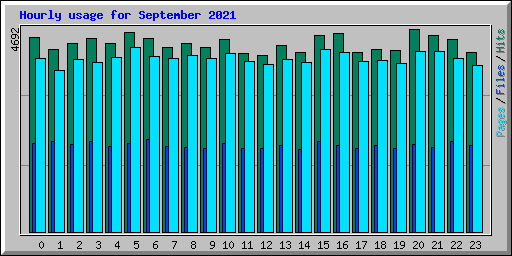 Hourly usage for September 2021
4692
Pages/Files/Hits
0 1 2 3 4 5 6 7 8 9 10 11 12 13 14 15 16 17 18 19 20 21 22 23